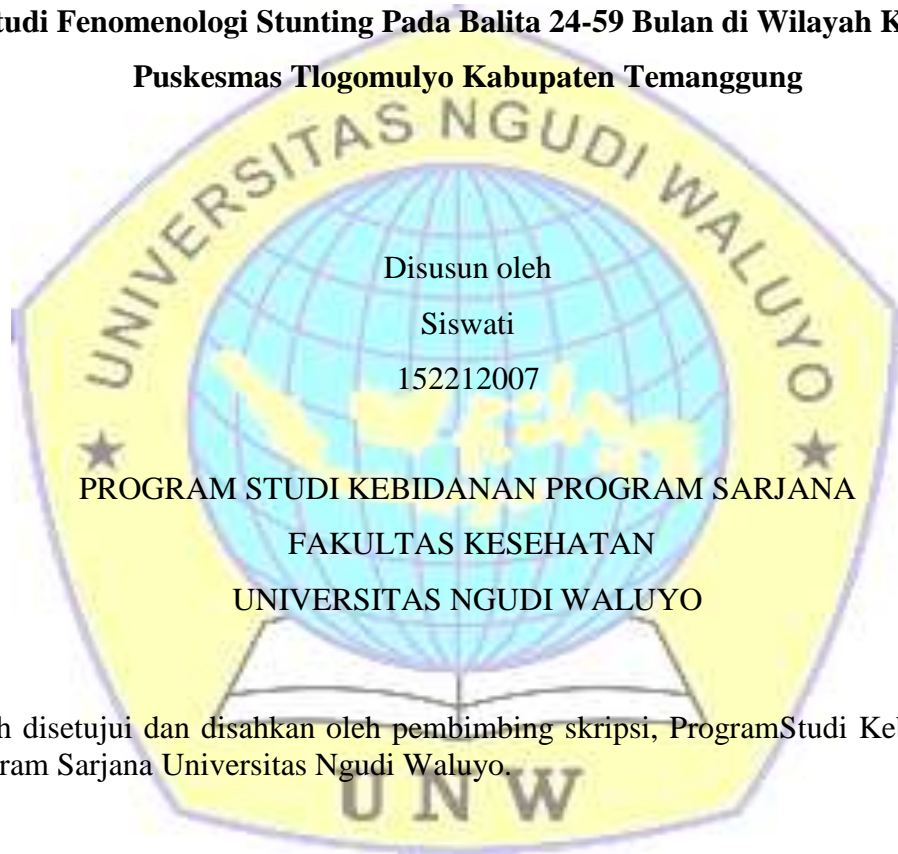 tudi Fenomenologi Stunting Pada Balita 24-59 Bulan di Wilayah K
Puskesmas Tlogomulyo Kabupaten Temanggung
UNIVERSITAS NGUDI WALUYO
Disusun oleh
Siswati
152212007
PROGRAM STUDI KEBIDANAN PROGRAM SARJANA
FAKULTAS KESEHATAN
UNIVERSITAS NGUDI WALUYO
h disetujui dan disahkan oleh pembimbing skripsi, ProgramStudi Keb
ram Sarjana Universitas Ngudi Waluyo.
U N W